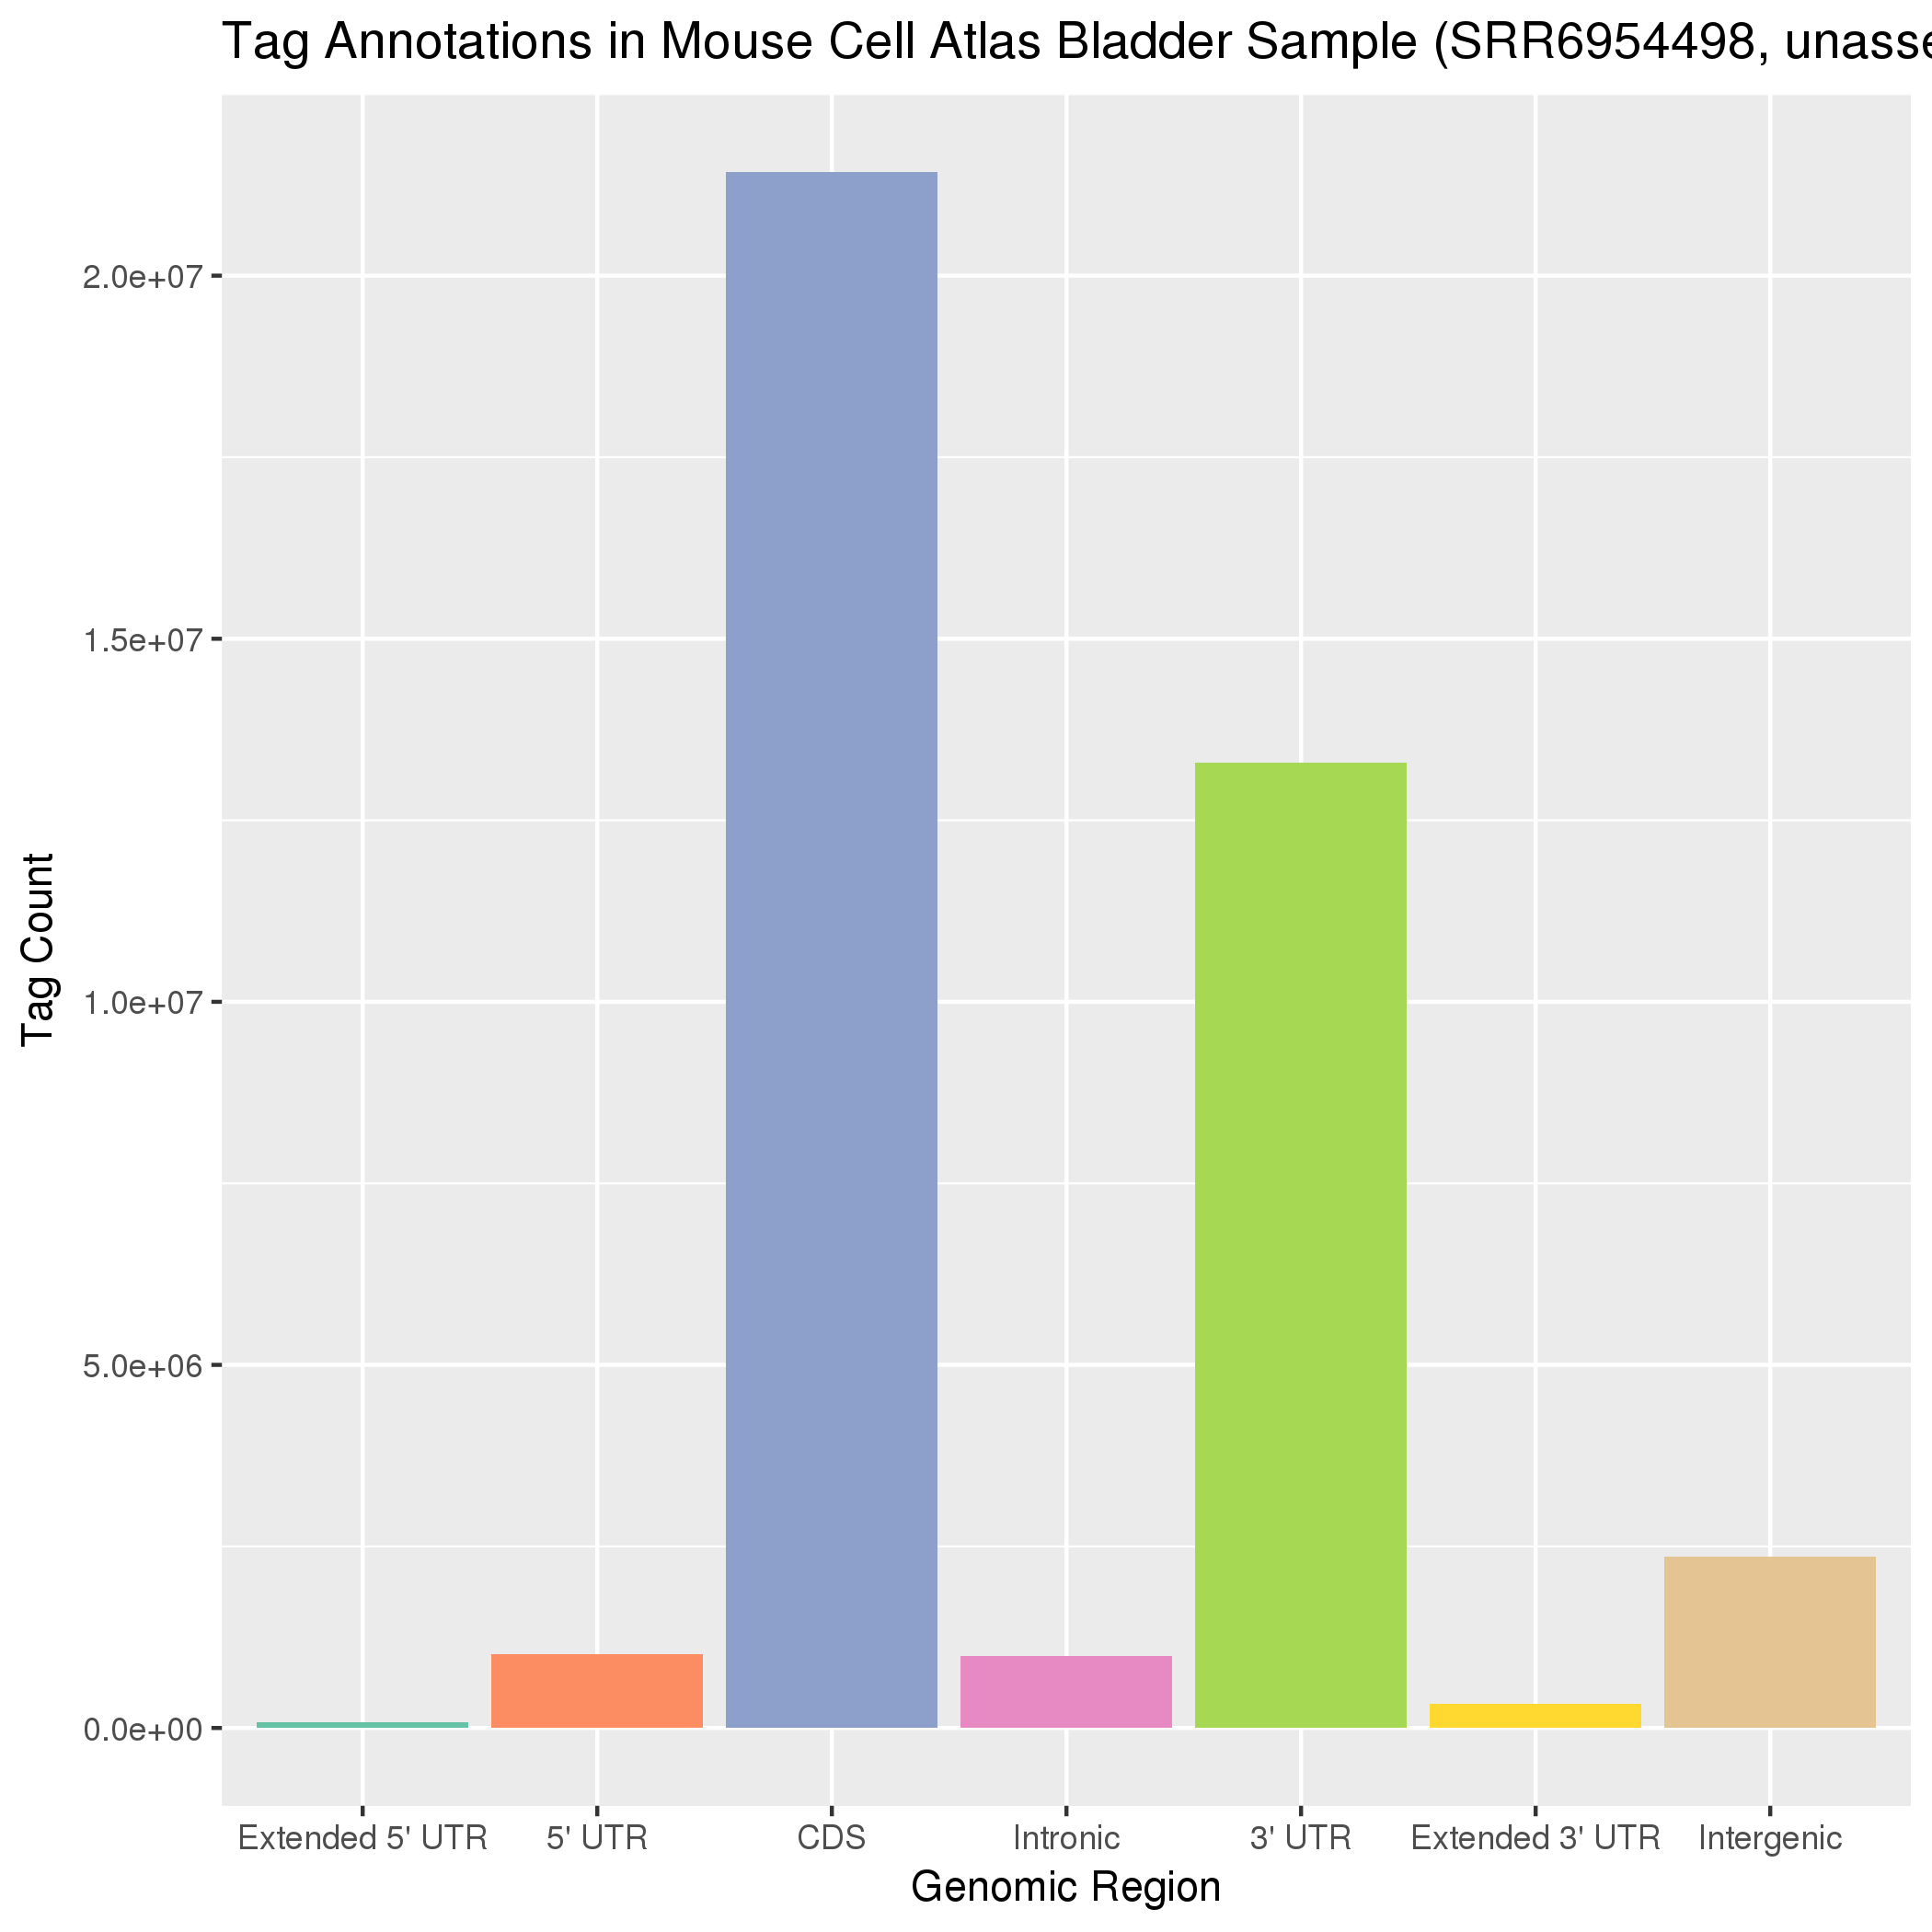 Tag Annotations in Mouse Cell Atlas Bladder Sample (SRR6954498, unasse
2.0e+07
1.5e+07
1.0e+07
5.0e+06
0.0e+00
Tag Count
Extended 5' UTR 5' UTR CDS Intronic 3' UTR Extended 3' UTR Intergenic
Genomic Region